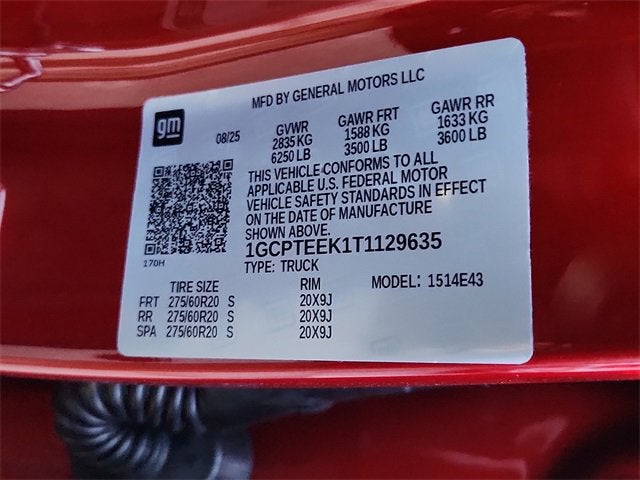 MFD BY GENERAL MOTORS LLC
gm
08/25
GVWR GAWR FRT GAWR RR
2835 KG 1588 KG 1633 KG
6250 LB 3500 LB 3600 LB
THIS VEHICLE CONFORMS TO ALL
APPLICABLE U.S. FEDERAL MOTOR
VEHICLE SAFETY STANDARDS IN EFFECT
ON THE DATE OF MANUFACTURE
SHOWN ABOVE.
1GCPTEEK1T1129635
170H
TYPE: TRUCK
TIRE SIZE RIM MODEL: 1514E43
FRT 275/60R20 S 20X9J
RR 275/60R20 S 20X9J
SPA 275/60R20 S 20X9J